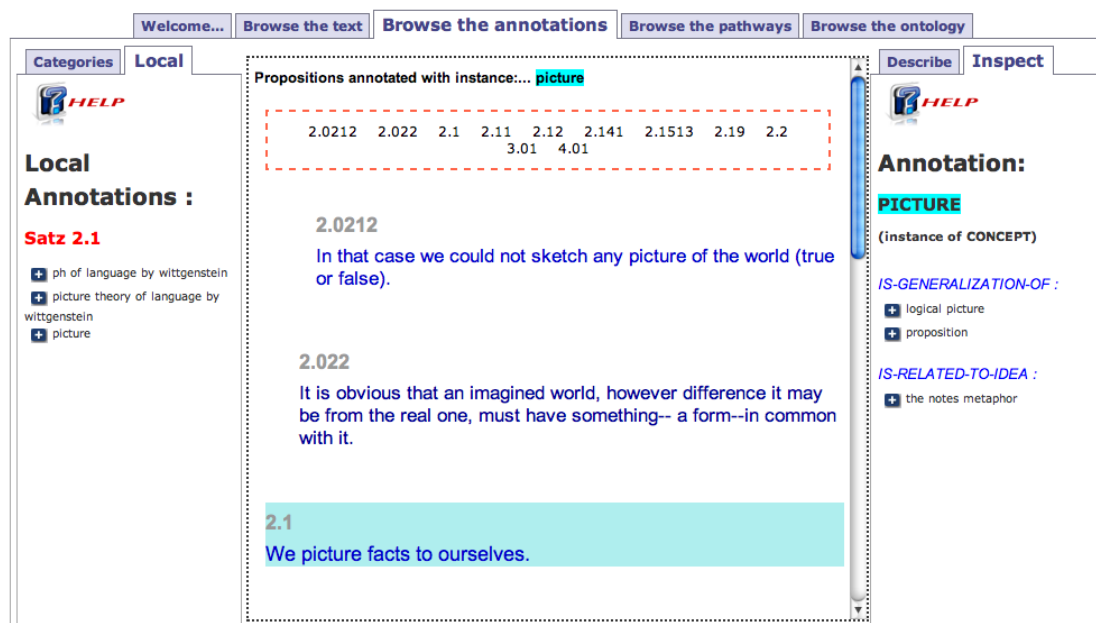 Welcome... Browse the text Browse the annotations Browse the pathways Browse the ontology
Categories Local
HELP
Local
Annotations :
Satz 2.1
ph of language by wittgenstein
picture theory of language by
wittgenstein
picture
Propositions annotated with instance:... picture
2.0212 2.022 2.1 2.11 2.12 2.141 2.1513 2.19 2.2
3.01 4.01
2.0212
In that case we could not sketch any picture of the world (true
or false).
2.022
It is obvious that an imagined world, however difference it may
be from the real one, must have something-- a form--in common
with it.
2.1
We picture facts to ourselves.
Describe Inspect
HELP
Annotation:
PICTURE
(instance of CONCEPT)
IS-GENERALIZATION-OF :
logical picture
proposition
IS-RELATED-TO-IDEA :
the notes metaphor